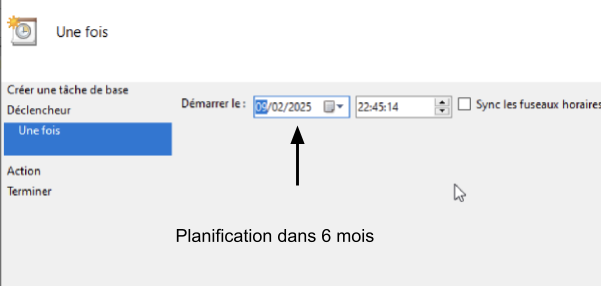 Une fois
Créer une tâche de base
Déclencheur
Démarrer le : 09/02/2025 22:45:14 Sync les fuseaux horaires
Une fois
Action
Terminer
Planification dans 6 mois